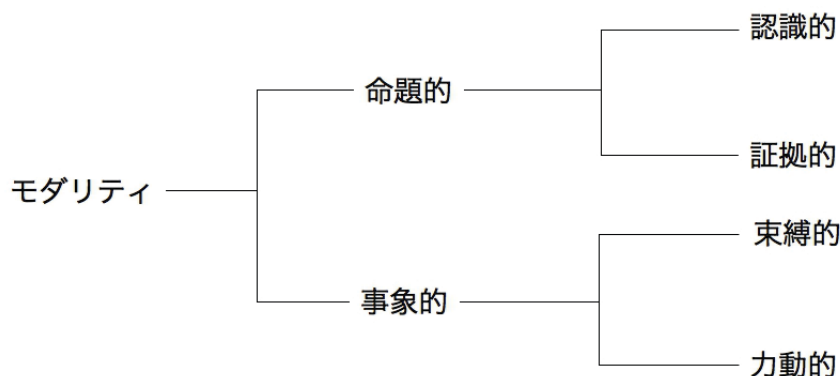 モダリティ
命題的
認識的
証拠的
事象的
束縛的
力動的